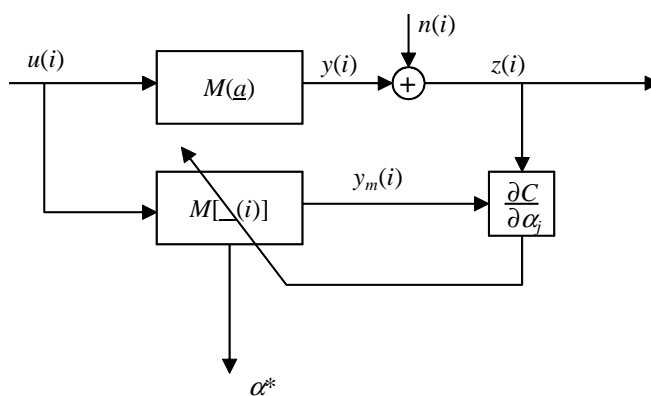 n(i)
u(i)
M(a)
y(i)
+
z(i)
M[_(i)]
y_m(i)
∂C
∂α_j
α*